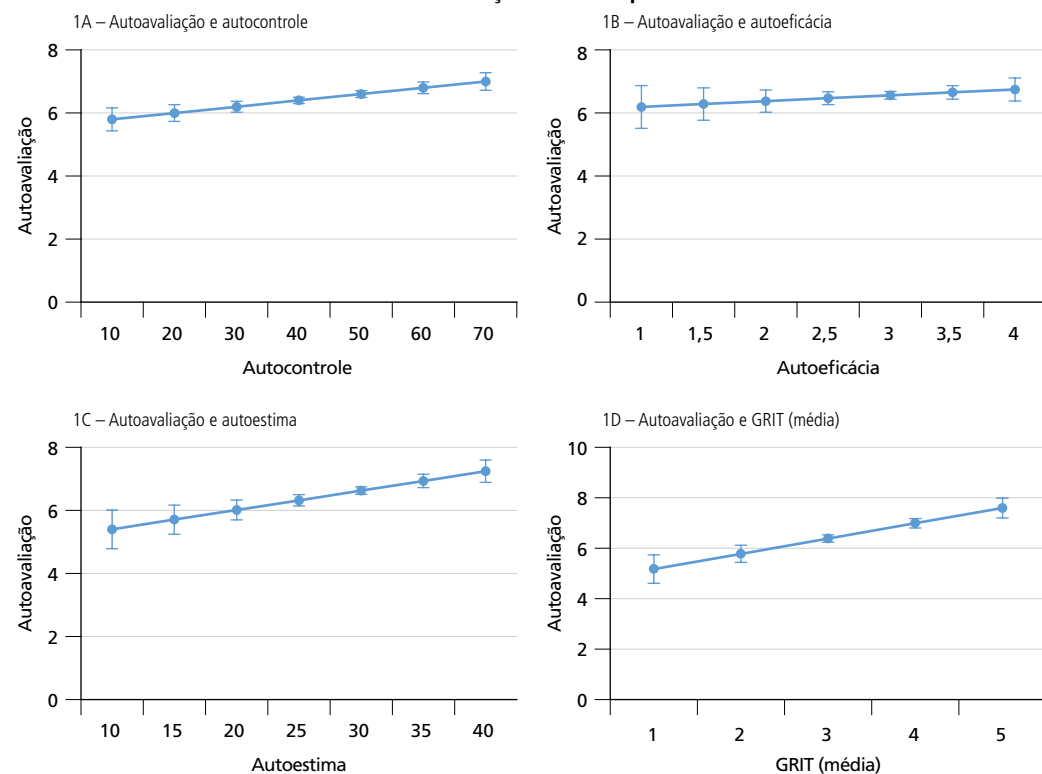 1A – Autoavaliação e autocontrole
8
6
4
2
0
Autoavaliação
10 20 30 40 50 60 70
Autocontrole
1B – Autoavaliação e autoeficácia
8
6
4
2
0
Autoavaliação
1 1,5 2 2,5 3 3,5 4
Autoeficácia
1C – Autoavaliação e autoestima
8
6
4
2
0
Autoavaliação
10 15 20 25 30 35 40
Autoestima
1D – Autoavaliação e GRIT (média)
10
8
6
4
2
0
Autoavaliação
1 2 3 4 5
GRIT (média)